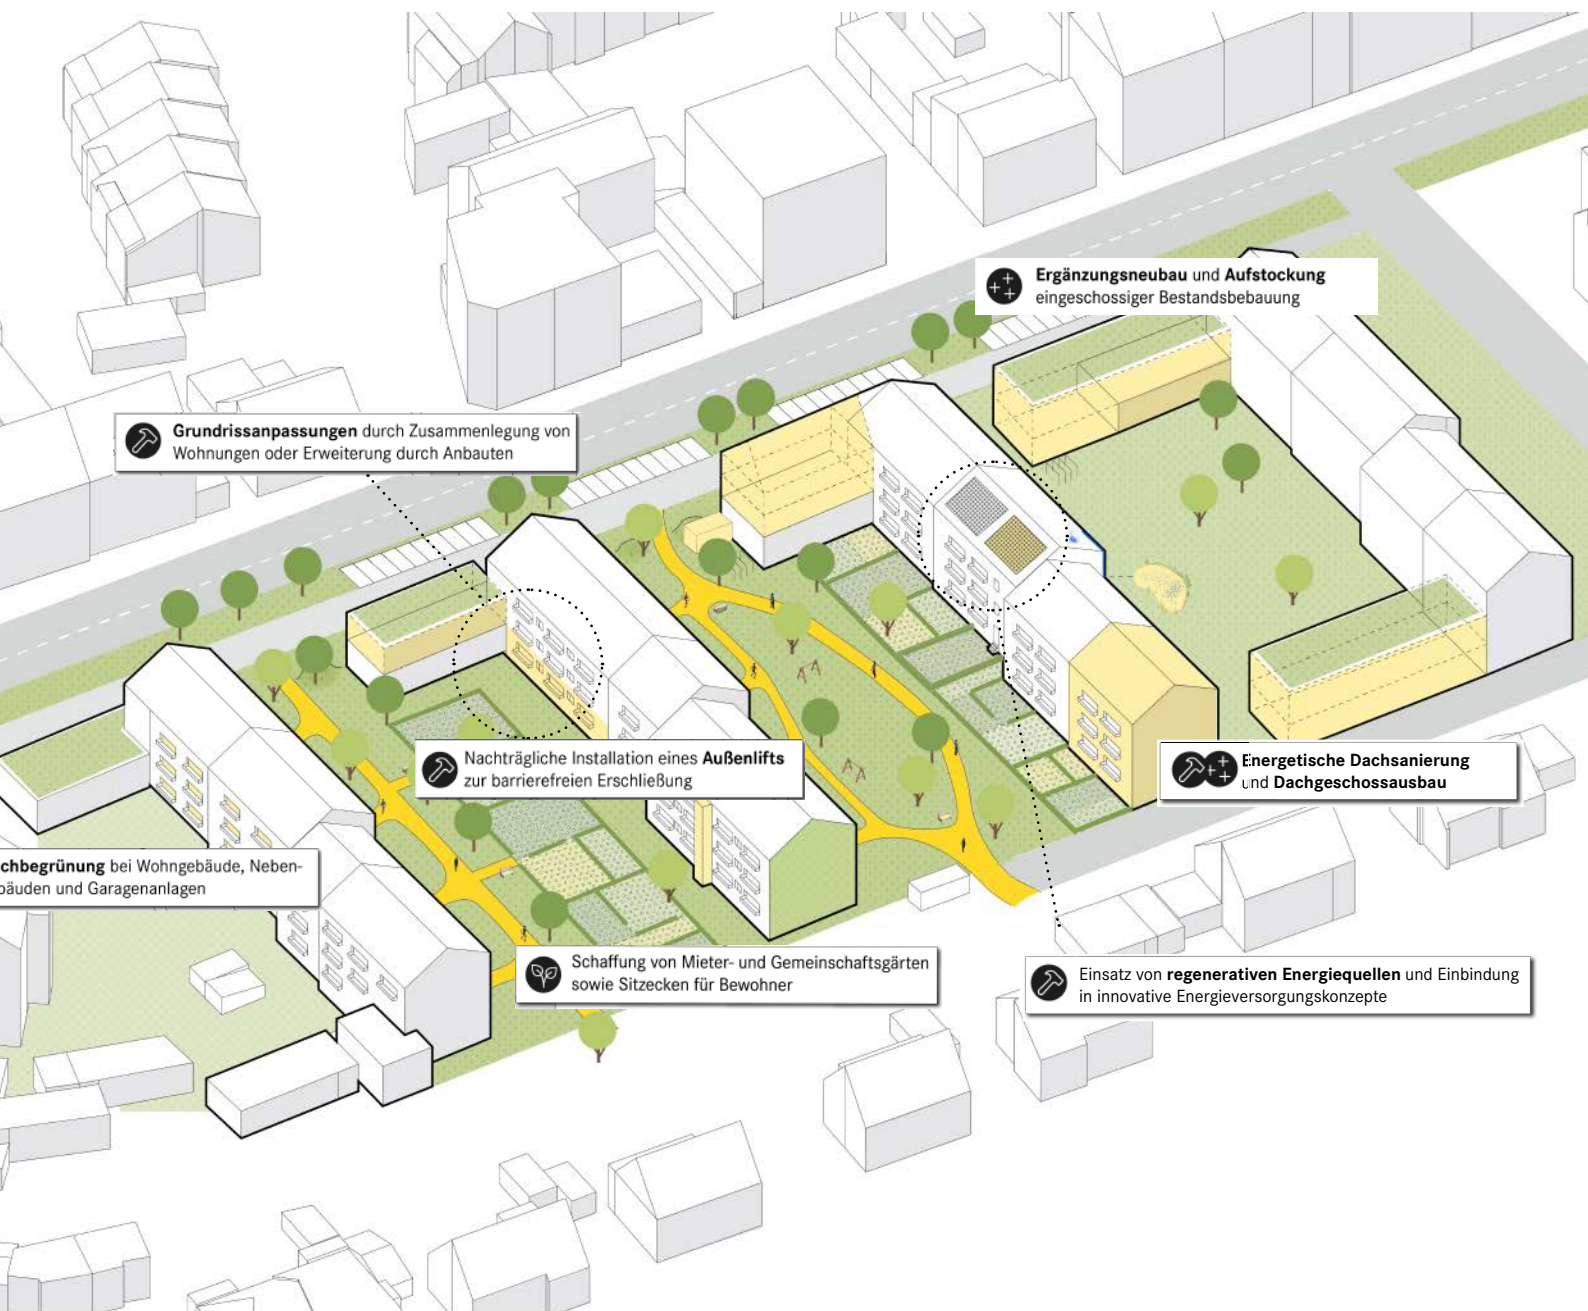 Ergänzungsneubau und Aufstockung
eingeschossiger Bestandsbebauung
Grundrissanpassungen durch Zusammenlegung von
Wohnungen oder Erweiterung durch Anbauten
Nachträgliche Installation eines Außenlifts
zur barrierefreien Erschließung
Energetische Dachsanierung
und Dachgeschossausbau
chbegrünung bei Wohngebäude, Neben-
bäuden und Garagenanlagen
Schaffung von Mieter- und Gemeinschaftsgärten
sowie Sitzecken für Bewohner
Einsatz von regenerativen Energiequellen und Einbindung
in innovative Energieversorgungskonzepte